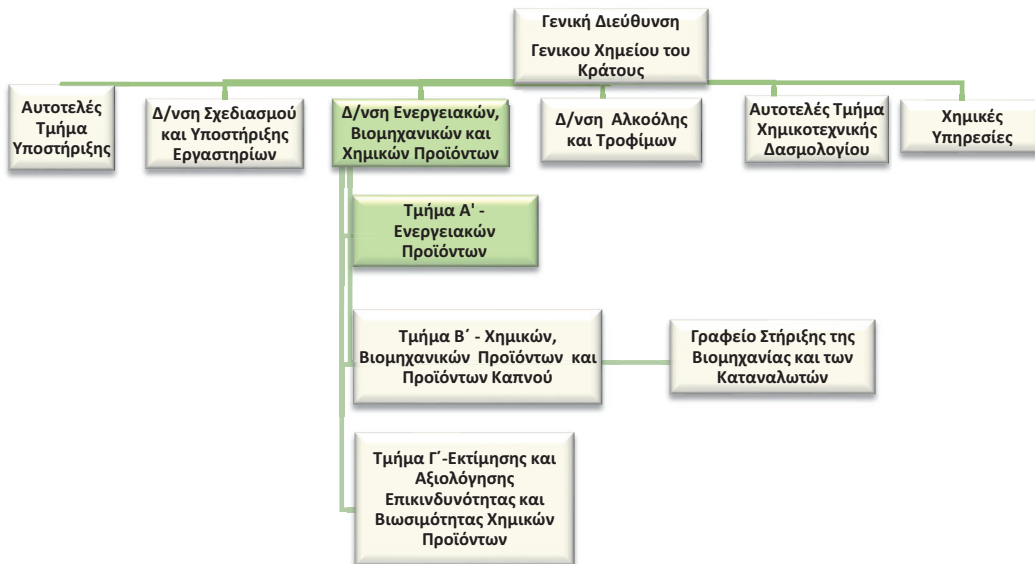 Γενική Διεύθυνση
Γενικου Χημείου του
Κράτους
Αυτοτελές
Τμήμα
Υποστήριξης
Δ/νση Σχεδιασμού
και Υποστήριξης
Εργαστηρίων
Δ/νση Ενεργειακών,
Βιομηχανικών και
Χημικών Προϊόντων
Δ/νση Αλκοόλης
και Τροφίμων
Αυτοτελές Τμήμα
Χημικοτεχνικής
Δασμολογίου
Χημικές
Υπηρεσίες
Τμήμα Α' -
Ενεργειακών
Προϊόντων
Τμήμα Β΄ - Χημικών,
Βιομηχανικών Προϊόντων και
Προϊόντων Καπνού
Γραφείο Στήριξης της
Βιομηχανίας και των
Καταναλωτών
Τμήμα Γ΄-Εκτίμησης και
Αξιολόγησης
Επικινδυνότητας και
Βιωσιμότητας Χημικών
Προϊόντων